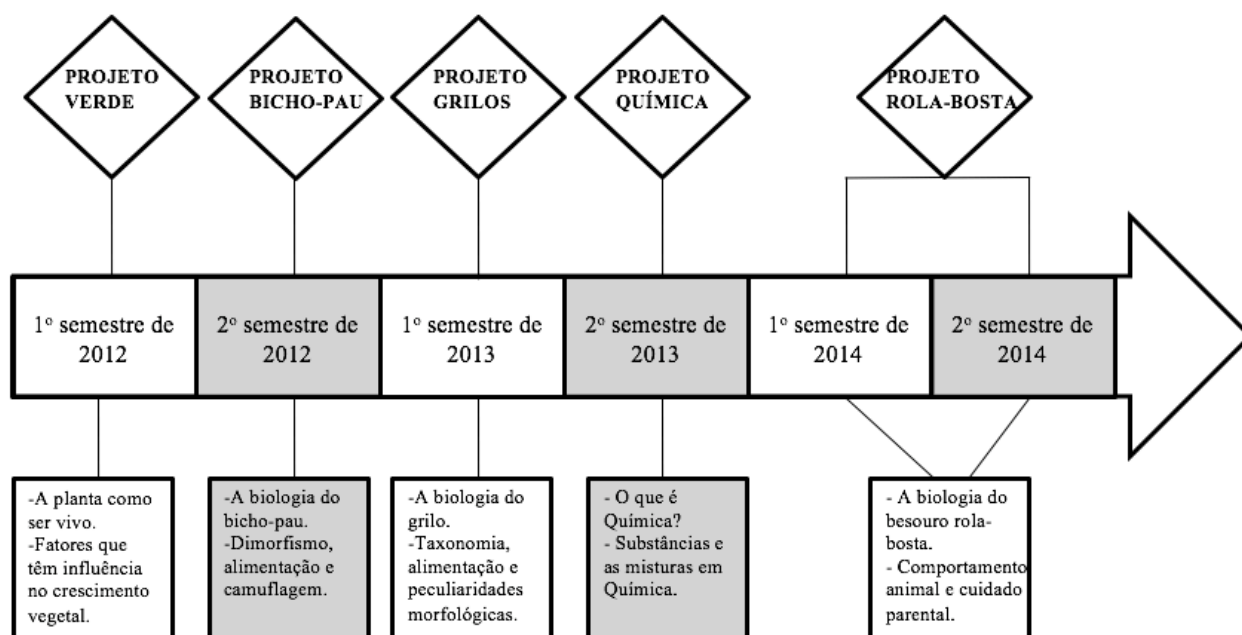 PROJETO
VERDE
PROJETO
BICHO-PAU
PROJETO
GRILOS
PROJETO
QUÍMICA
PROJETO
ROLA-BOSTA
1º semestre de
2012
2º semestre de
2012
1º semestre de
2013
2º semestre de
2013
1º semestre de
2014
2º semestre de
2014
-A planta como
ser vivo.
-Fatores que
têm influência
no crescimento
vegetal.
-A biologia do
bicho-pau.
-Dimorfismo,
alimentação e
camuflagem.
-A biologia do
grilo.
-Taxonomia,
alimentação e
peculiaridades
morfológicas.
- O que é
Química?
- Substâncias e
as misturas em
Química.
- A biologia do
besouro rola-
bosta.
- Comportamento
animal e cuidado
parental.